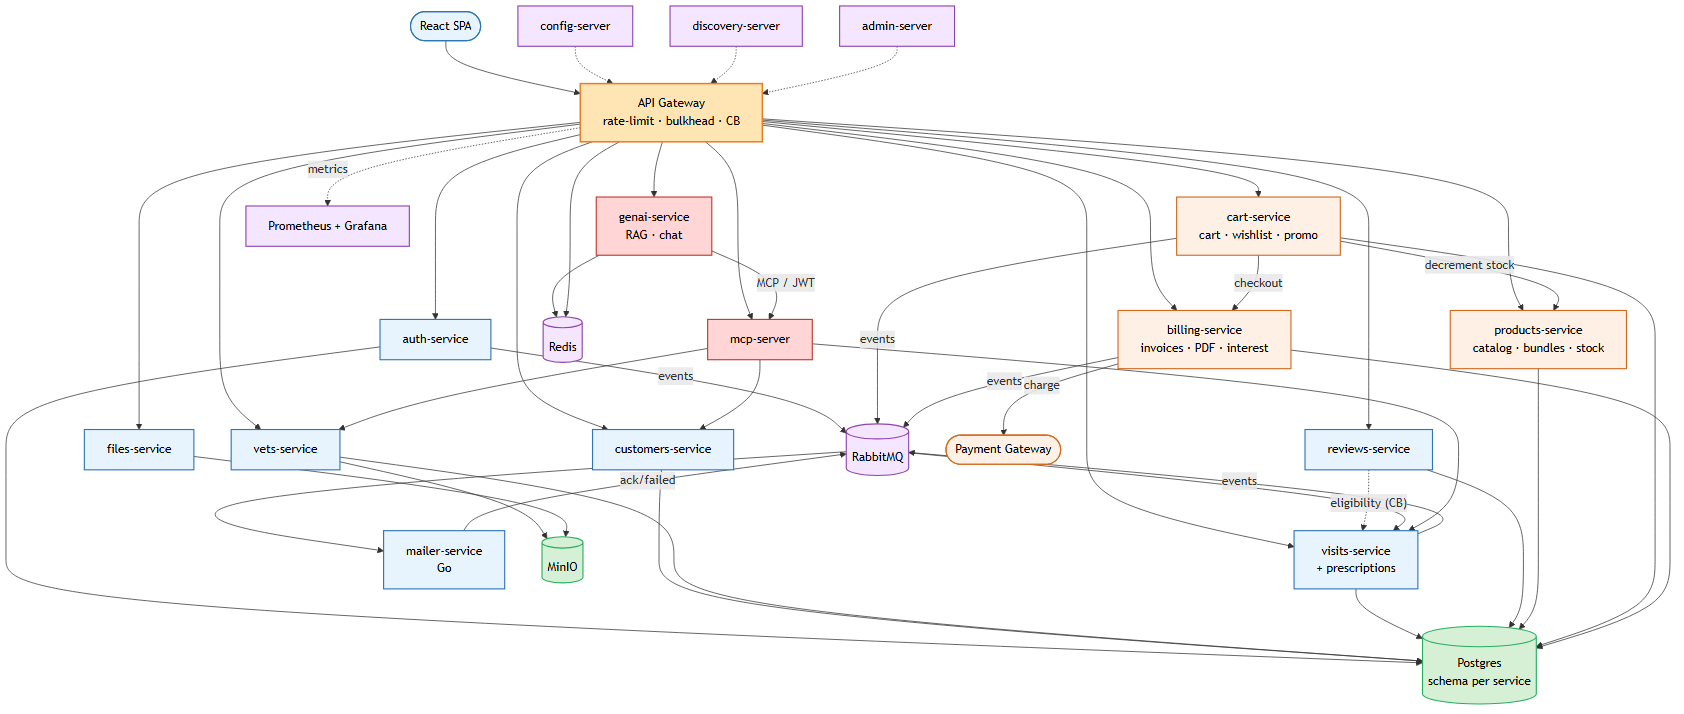 React SPA
config-server
discovery-server
admin-server
API Gateway
rate-limit · bulkhead · CB
metrics
Prometheus + Grafana
genai-service
RAG · chat
cart-service
cart · wishlist · promo
MCP / JWT
checkout
decrement stock
auth-service
Redis
mcp-server
events
billing-service
invoices · PDF · interest
products-service
catalog · bundles · stock
events
events
charge
files-service
vets-service
customers-service
RabbitMQ
Payment Gateway
reviews-service
ack/failed
events
eligibility (CB)
mailer-service
Go
MinIO
visits-service
+ prescriptions
Postgres
schema per service